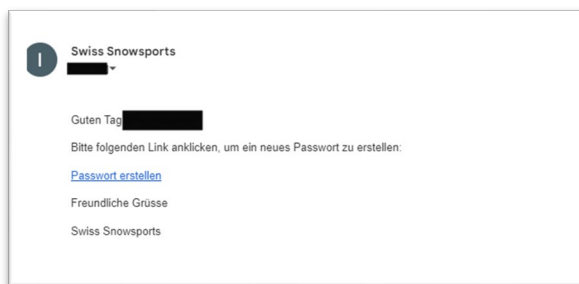 I
Swiss Snowsports
Guten Tag
Bitte folgenden Link anklicken, um ein neues Passwort zu erstellen:
Passwort erstellen
Freundliche Grüsse
Swiss Snowsports